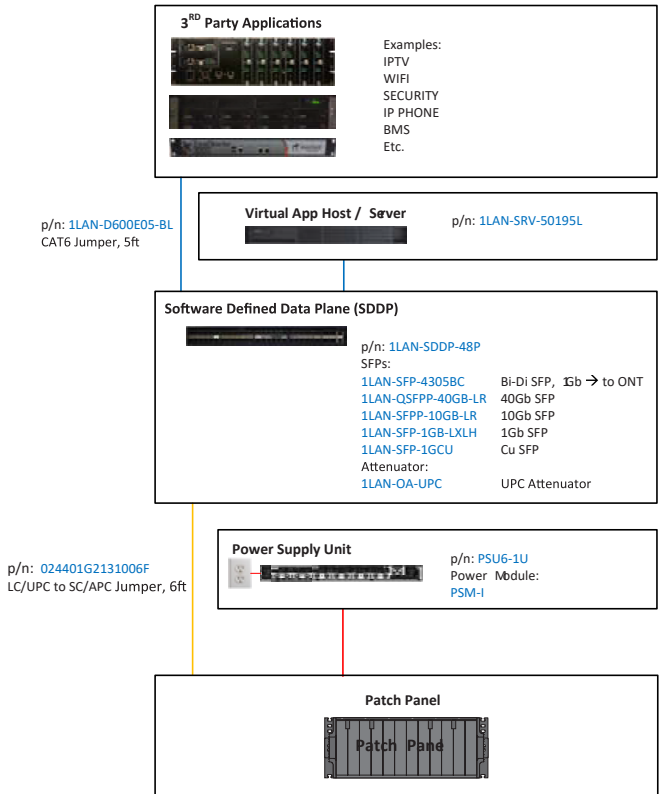 3RD Party Applications
Examples:
IPTV
WIFI
SECURITY
IP PHONE
BMS
Etc.
p/n: 1LAN-D600E05-BL
CAT6 Jumper, 5ft
Virtual App Host / Server
p/n: 1LAN-SRV-50195L
Software Defined Data Plane (SDDP)
p/n: 1LAN-SDDP-48P
SFPs:
1LAN-SFP-4305BC Bi-Di SFP, 1Gb → to ONT
1LAN-QSFPP-40GB-LR 40Gb SFP
1LAN-SFPP-10GB-LR 10Gb SFP
1LAN-SFP-1GB-LXLH 1Gb SFP
1LAN-SFP-1GCU Cu SFP
Attenuator:
1LAN-OA-UPC UPC Attenuator
p/n: 024401G2131006F
LC/UPC to SC/APC Jumper, 6ft
Power Supply Unit
p/n: PSU6-1U
Power Module:
PSM-I
Patch Panel
Patch Pane